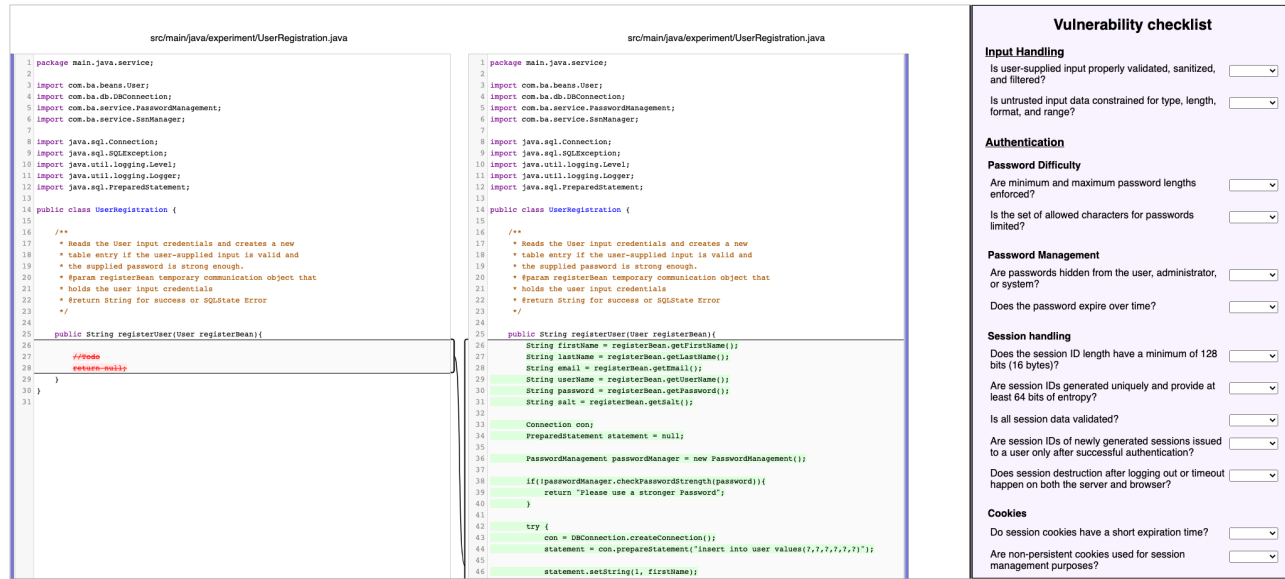 src/main/java/experiment/UserRegistration.java
1 package main.java.service;
2
3 import com.ba.beans.User;
4 import com.ba.db.DBConnection;
5 import com.ba.service.PasswordManagement;
6 import com.ba.service.SsnManager;
7
8 import java.sql.Connection;
9 import java.sql.SQLException;
10 import java.util.logging.Level;
11 import java.util.logging.Logger;
12 import java.sql.PreparedStatement;
13
14 public class UserRegistration {
15
16 /**
17 * Reads the User input credentials and creates a new
18 * table entry if the user-supplied input is valid and
19 * the supplied password is strong enough.
20 * @param registerBean temporary communication object that
21 * holds the user input credentials
22 * @return String for success or SQLState Error
23 */
24
25 public String registerUser(User registerBean){
26
27 //Todo
28 return null;
29 }
30 }
31
src/main/java/experiment/UserRegistration.java
1 package main.java.service;
2
3 import com.ba.beans.User;
4 import com.ba.db.DBConnection;
5 import com.ba.service.PasswordManagement;
6 import com.ba.service.SsnManager;
7
8 import java.sql.Connection;
9 import java.sql.SQLException;
10 import java.util.logging.Level;
11 import java.util.logging.Logger;
12 import java.sql.PreparedStatement;
13
14 public class UserRegistration {
15
16 /**
17 * Reads the User input credentials and creates a new
18 * table entry if the user-supplied input is valid and
19 * the supplied password is strong enough.
20 * @param registerBean temporary communication object that
21 * holds the user input credentials
22 * @return String for success or SQLState Error
23 */
24
25 public String registerUser(User registerBean){
26 String firstName = registerBean.getFirstName();
27 String lastName = registerBean.getLastName();
28 String email = registerBean.getEmail();
29 String userName = registerBean.getUserName();
30 String password = registerBean.getPassword();
31 String salt = registerBean.getSalt();
32
33 Connection con;
34 PreparedStatement statement = null;
35
36 PasswordManagement passwordManager = new PasswordManagement();
37
38 if(!passwordManager.checkPasswordStrength(password)){
39 return "Please use a stronger Password";
40 }
41
42 try {
43 con = DBConnection.createConnection();
44 statement = con.prepareStatement("insert into user values(?,?,?,?,?,?)");
45
46 statement.setString(1, firstName);
Vulnerability checklist
Input Handling
Is user-supplied input properly validated, sanitized,
and filtered?
Is untrusted input data constrained for type, length,
format, and range?
Authentication
Password Difficulty
Are minimum and maximum password lengths
enforced?
Is the set of allowed characters for passwords
limited?
Password Management
Are passwords hidden from the user, administrator,
or system?
Does the password expire over time?
Session handling
Does the session ID length have a minimum of 128
bits (16 bytes)?
Are session IDs generated uniquely and provide at
least 64 bits of entropy?
Is all session data validated?
Are session IDs of newly generated sessions issued
to a user only after successful authentication?
Does session destruction after logging out or timeout
happen on both the server and browser?
Cookies
Do session cookies have a short expiration time?
Are non-persistent cookies used for session
management purposes?